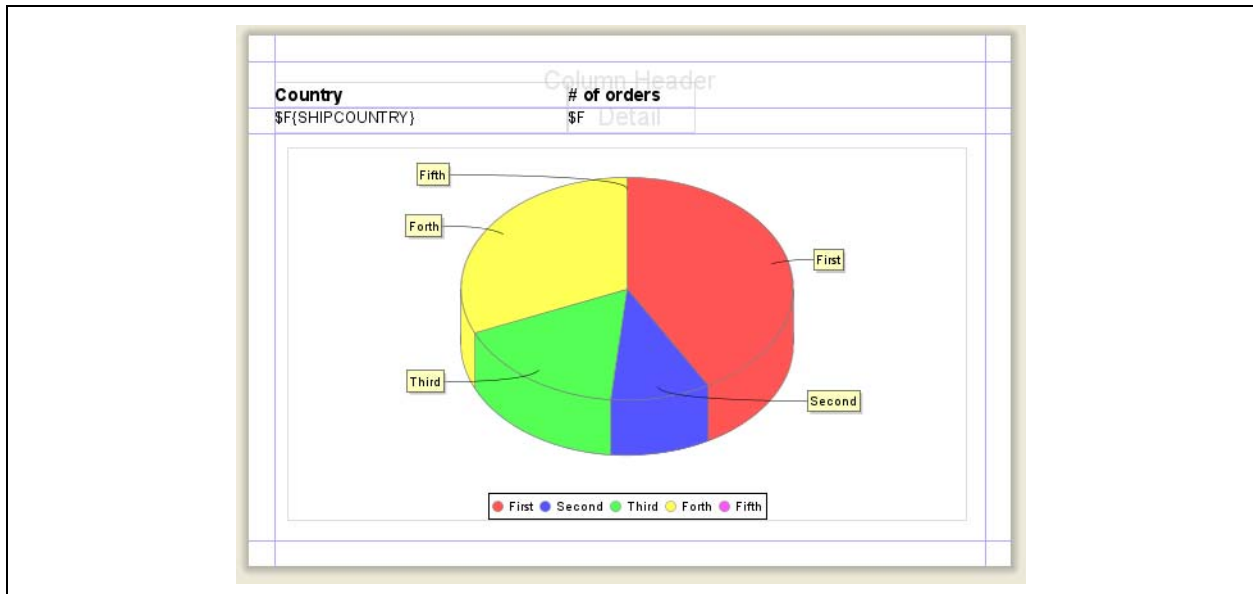 Column Header
Country # of orders
$F{SHIPCOUNTRY} $F Detail
Fifth
Forth
First
Third
Second
First Second Third Forth Fifth